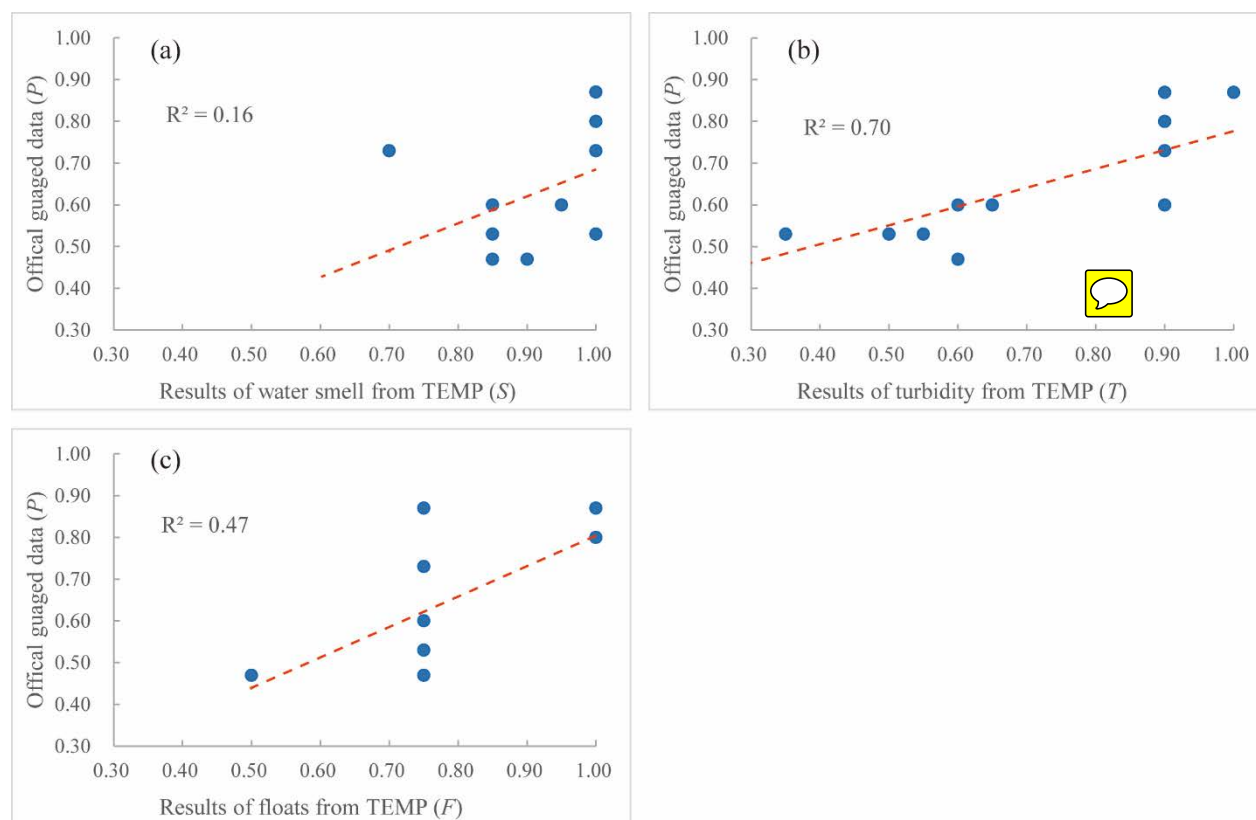 (a)
R² = 0.16
Offical guaged data (P)
1.00
0.90
0.80
0.70
0.60
0.50
0.40
0.30
0.30 0.40 0.50 0.60 0.70 0.80 0.90 1.00
Results of water smell from TEMP (S)
(b)
R² = 0.70
Offical guaged data (P)
1.00
0.90
0.80
0.70
0.60
0.50
0.40
0.30
0.30 0.40 0.50 0.60 0.70 0.80 0.90 1.00
Results of turbidity from TEMP (T)
(c)
R² = 0.47
Offical guaged data (P)
1.00
0.90
0.80
0.70
0.60
0.50
0.40
0.30
0.30 0.40 0.50 0.60 0.70 0.80 0.90 1.00
Results of floats from TEMP (F)